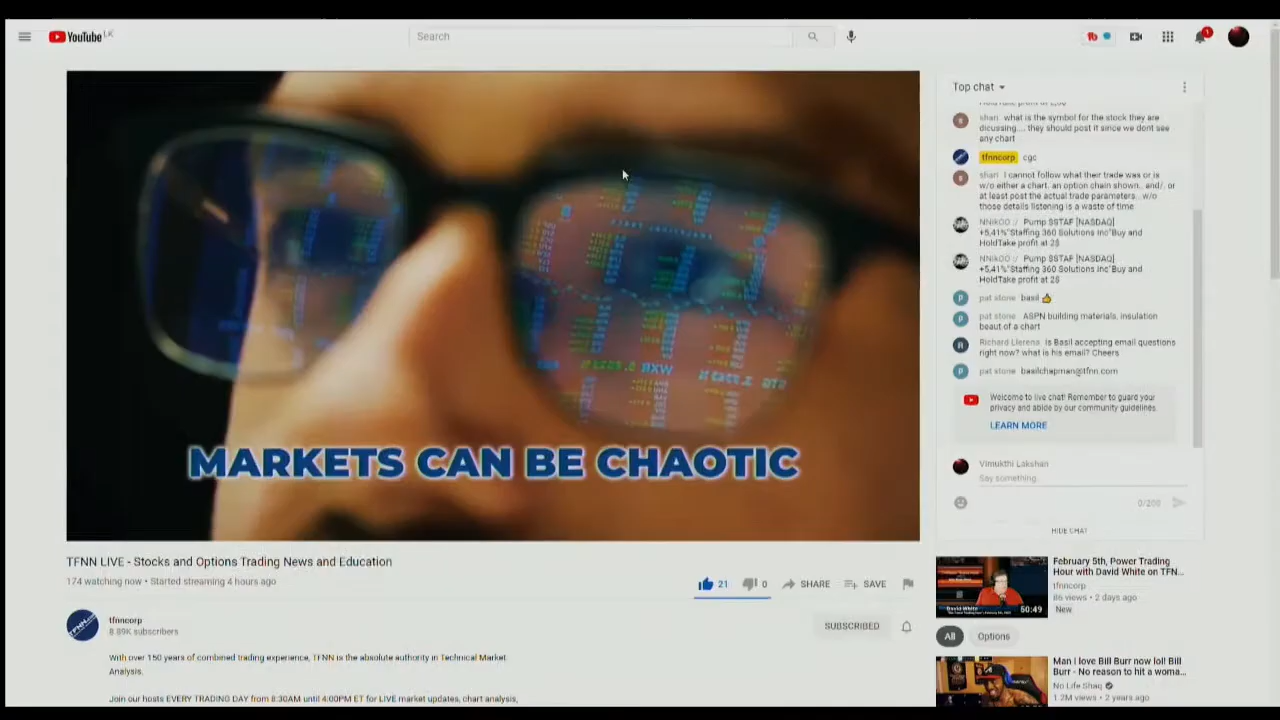 YouTube LK
Search
1
MARKETS CAN BE CHAOTIC
TFNN LIVE - Stocks and Options Trading News and Education
174 watching now • Started streaming 4 hours ago
21
0
SHARE
SAVE
tfnncorp
8.89K subscribers
SUBSCRIBED
With over 150 years of combined trading experience, TFNN is the absolute authority in Technical Market
Analysis.
Join our hosts EVERY TRADING DAY from 8:30AM until 4:00PM ET for LIVE market updates, chart analysis,
Top chat
shari what is the symbol for the stock they are
dicussing.... they should post it since we dont see
any chart
tfnncorp cgc
shari I cannot follow what their trade was or is
w/o either a chart, an option chain shown.. and/, or
at least post the actual trade parameters.. w/o
those details listening is a waste of time
NNikOO :/ Pump $STAF [NASDAQ]
+5,41%"Staffing 360 Solutions Inc"Buy and
HoldTake profit at 2$
NNikOO :/ Pump $STAF [NASDAQ]
+5,41%"Staffing 360 Solutions Inc"Buy and
HoldTake profit at 2$
pat stone basil 👍
pat stone ASPN building materials, insulation
beaut of a chart
Richard Llerena Is Basil accepting email questions
right now? what is his email? Cheers
pat stone basilchapman@tfnn.com
Welcome to live chat! Remember to guard your
privacy and abide by our community guidelines.
LEARN MORE
Vimukthi Lakshan
Say something
0/200
HIDE CHAT
February 5th, Power Trading
Hour with David White on TFN...
tfnncorp
86 views • 2 days ago
New
David White
50:49
All
Options
Man I love Bill Burr now lol! Bill
Burr - No reason to hit a woma...
No Life Shaq
1.2M views • 2 years ago